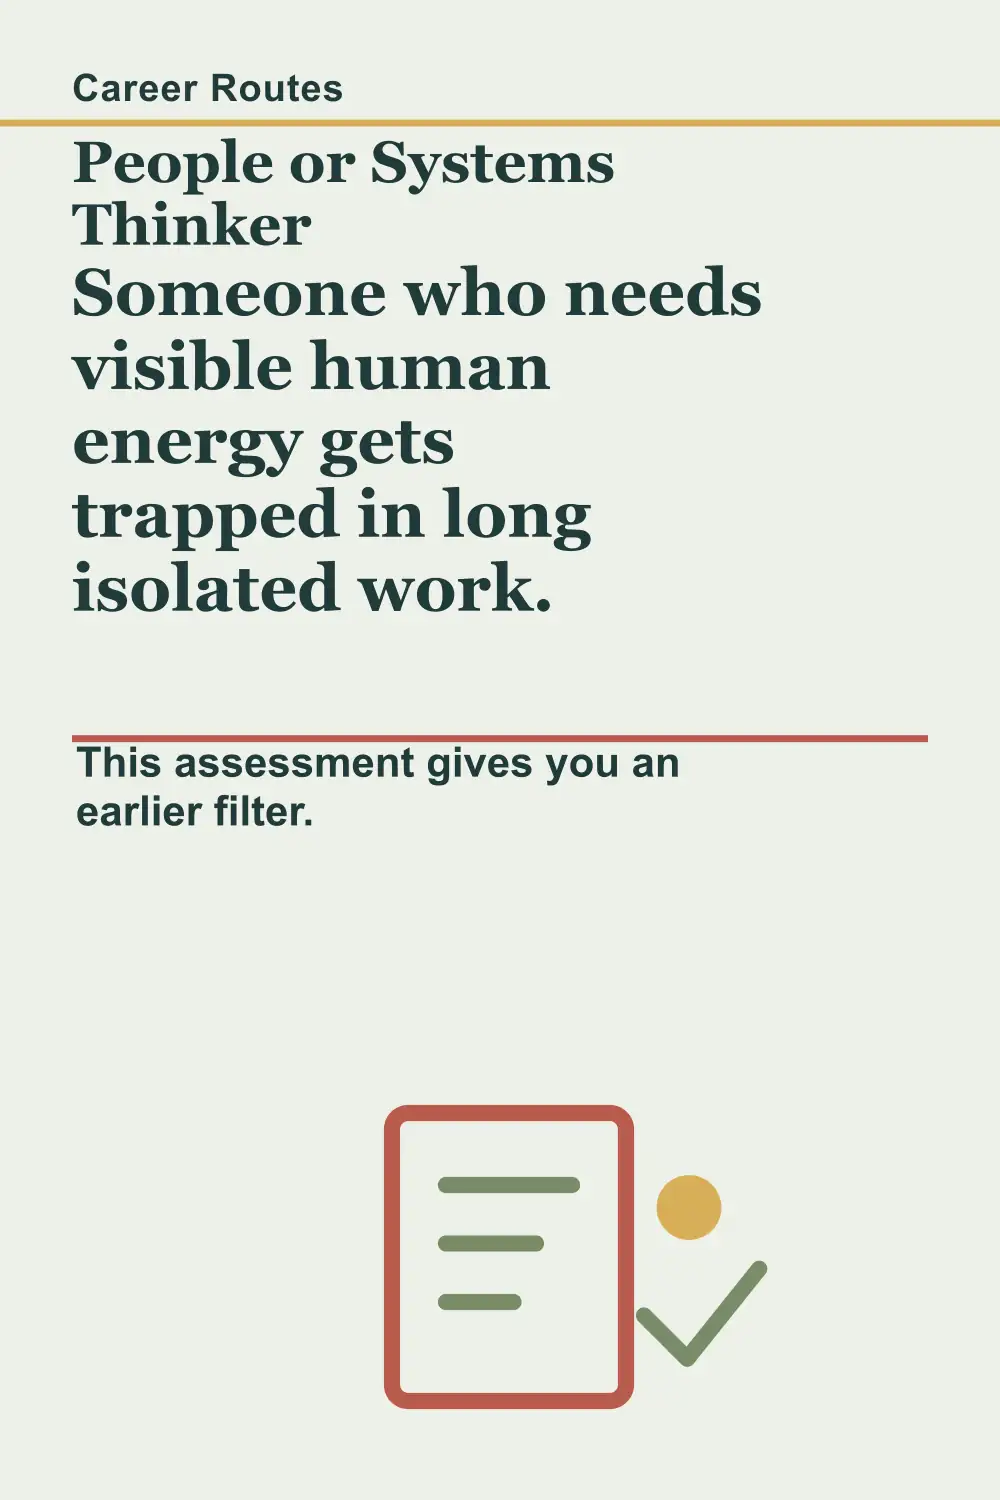 Career Routes
People or Systems
Thinker
Someone who needs
visible human
energy gets
trapped in long
isolated work.
This assessment gives you an
earlier filter.